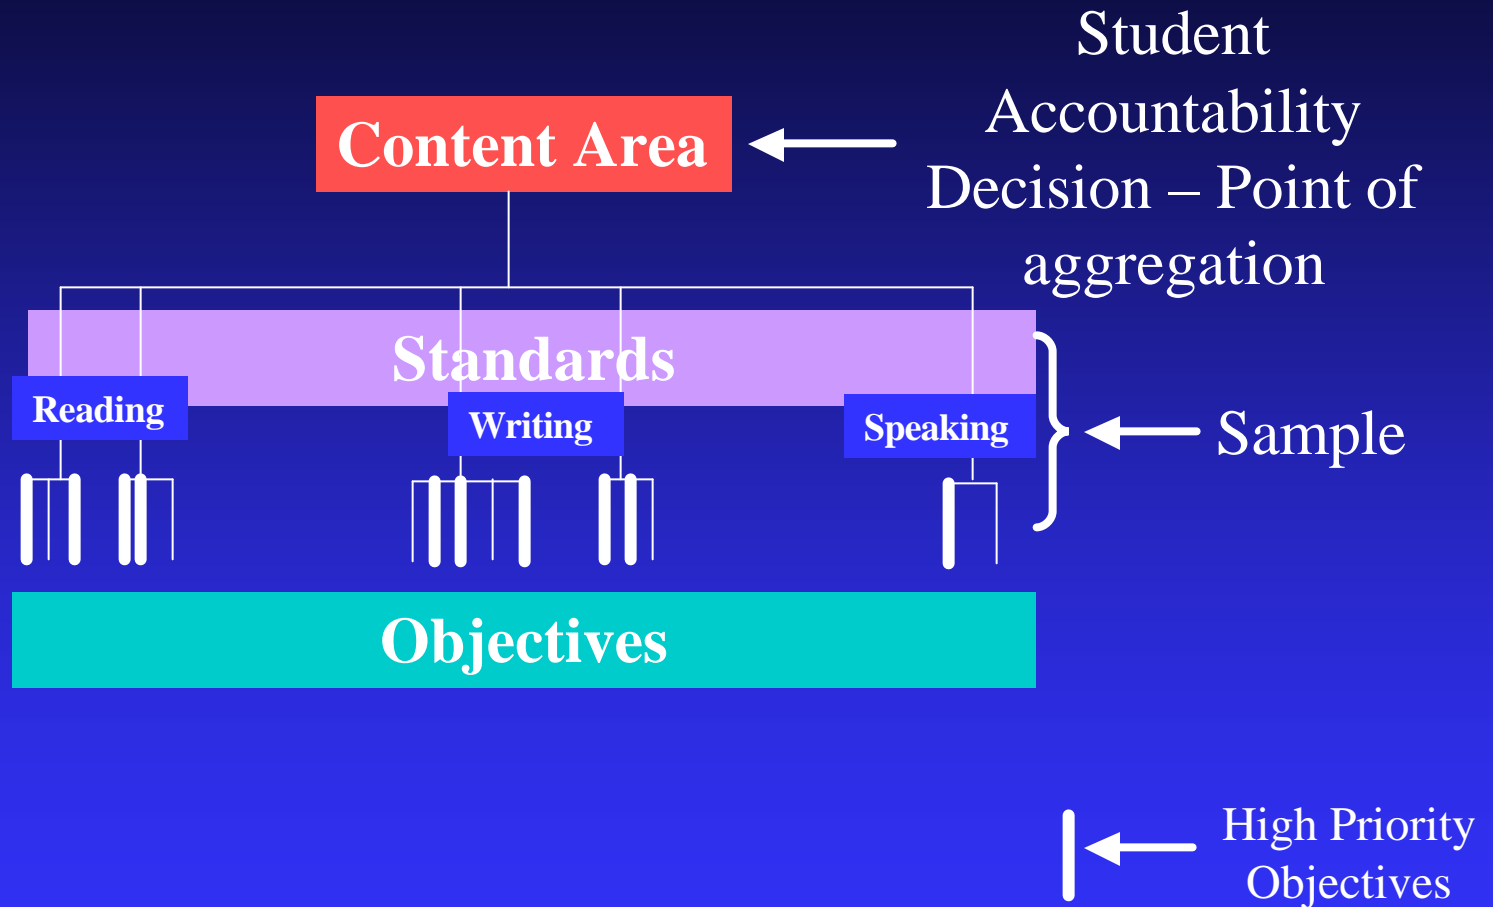 Student
Accountability
Decision – Point of
aggregation
Content Area
Standards
Reading
Writing
Speaking
Sample
Objectives
High Priority
Objectives